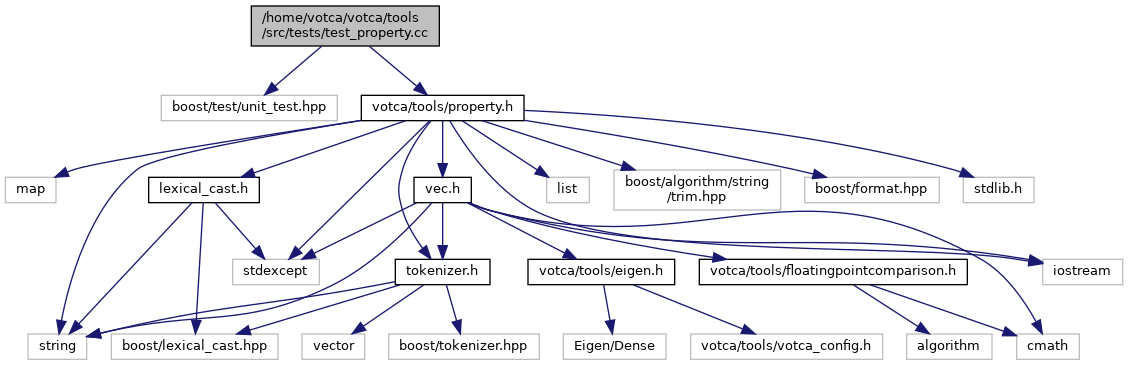 /home/votca/votca/tools
/src/tests/test_property.cc
boost/test/unit_test.hpp
votca/tools/property.h
map
lexical_cast.h
vec.h
list
boost/algorithm/string
/trim.hpp
boost/format.hpp
stdlib.h
stdexcept
tokenizer.h
votca/tools/eigen.h
votca/tools/floatingpointcomparison.h
iostream
string
boost/lexical_cast.hpp
vector
boost/tokenizer.hpp
Eigen/Dense
votca/tools/votca_config.h
algorithm
cmath